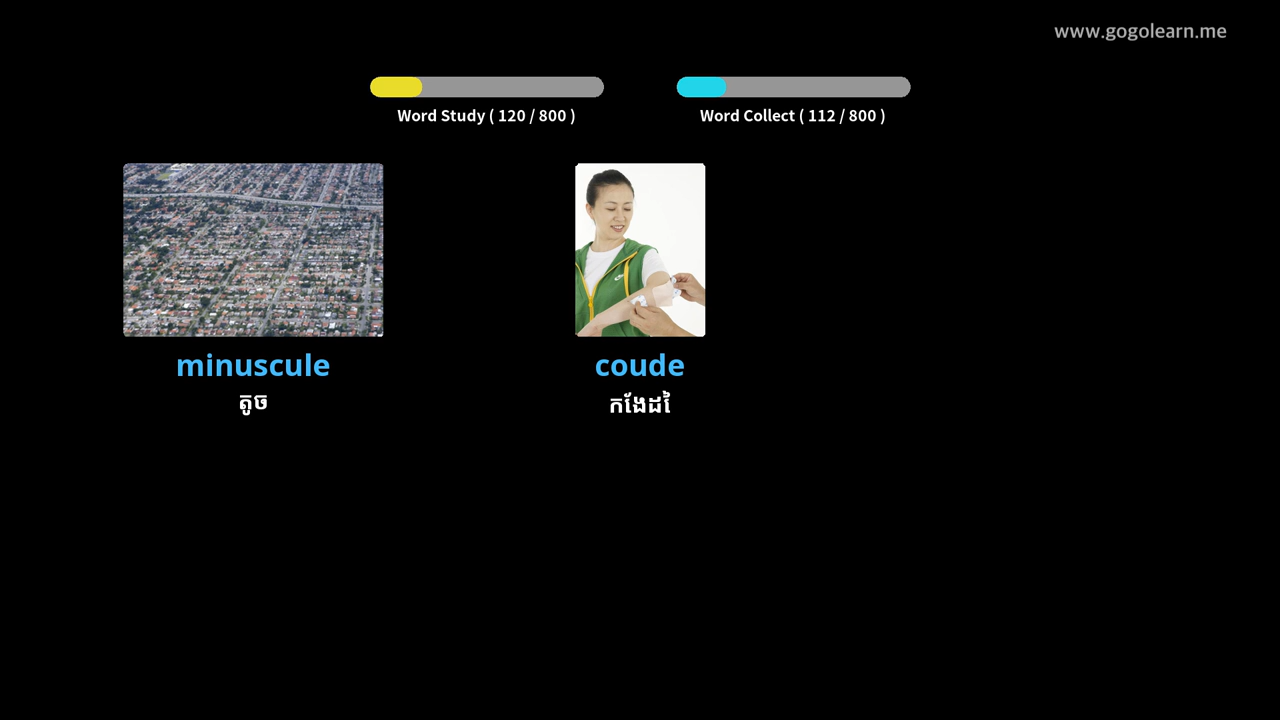 www.gogolearn.me
Word Study ( 120 / 800 )
Word Collect ( 112 / 800 )
minuscule
តូច
coude
កងែដៃ